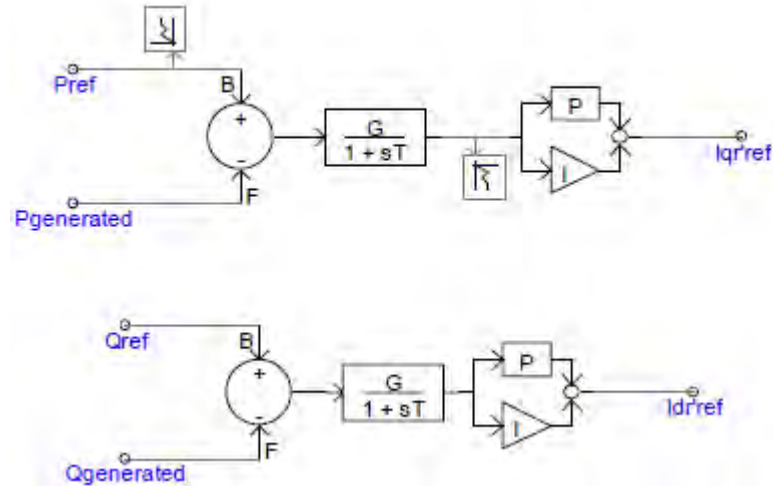 Pref
B
+
-
F
Pgenerated
G
1 + sT
P
I
Iqr'ref
Qref
B
+
-
F
Qgenerated
G
1 + sT
P
I
Idr'ref